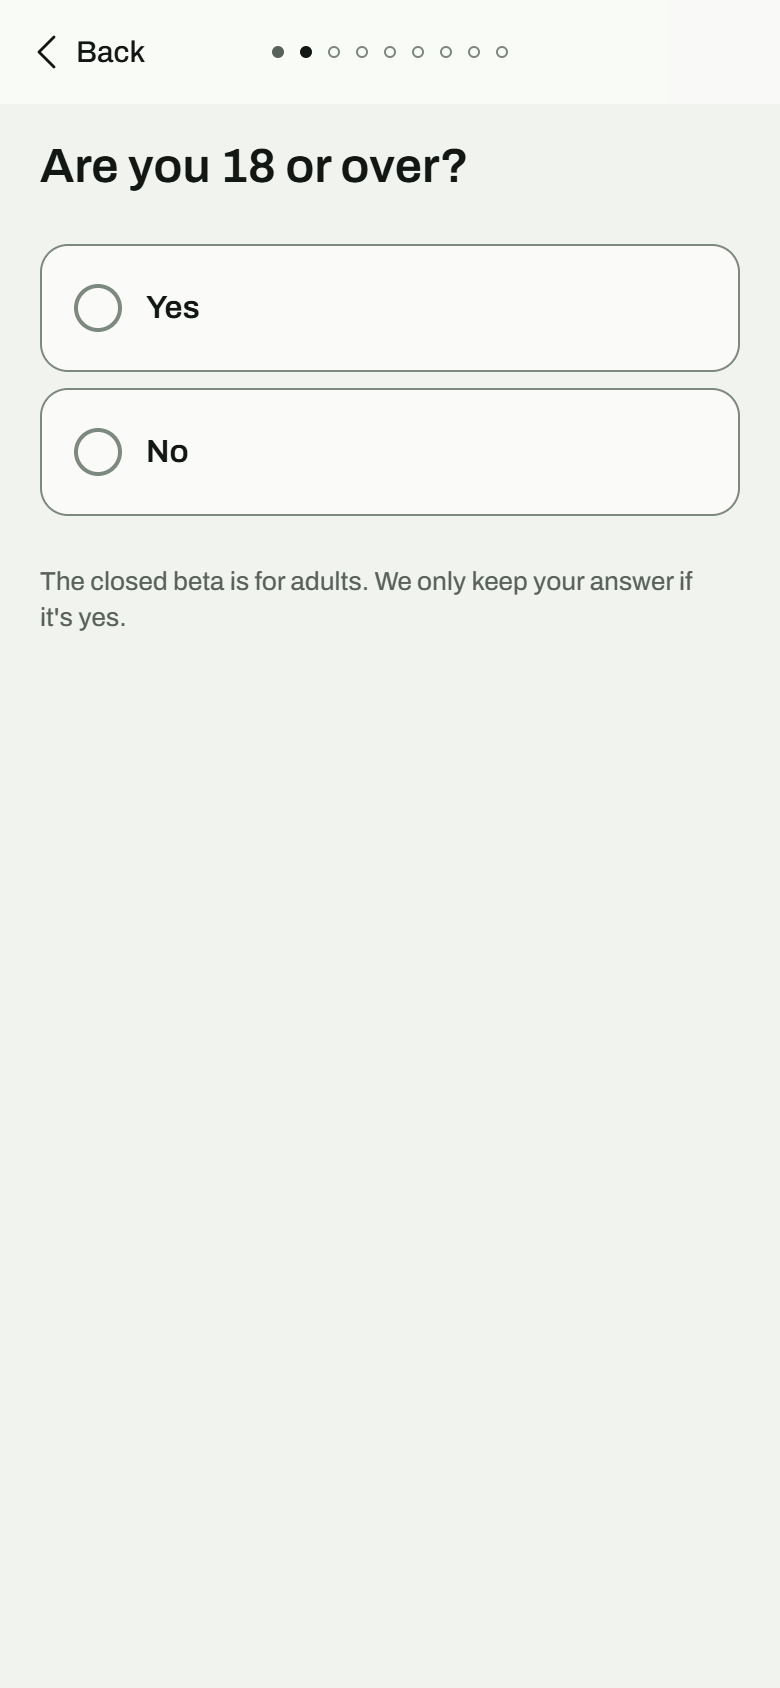 Back
Are you 18 or over?
Yes
No
The closed beta is for adults. We only keep your answer if
it's yes.